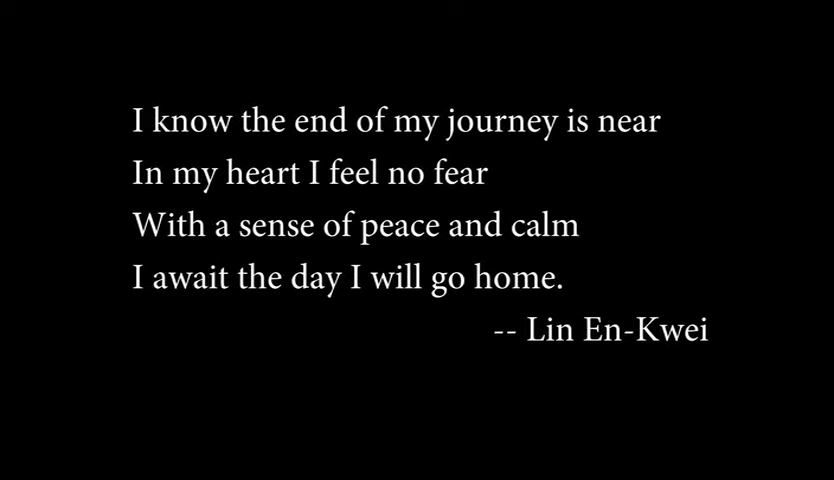 I know the end of my journey is near
In my heart I feel no fear
With a sense of peace and calm
I await the day I will go home.
-- Lin En-Kwei